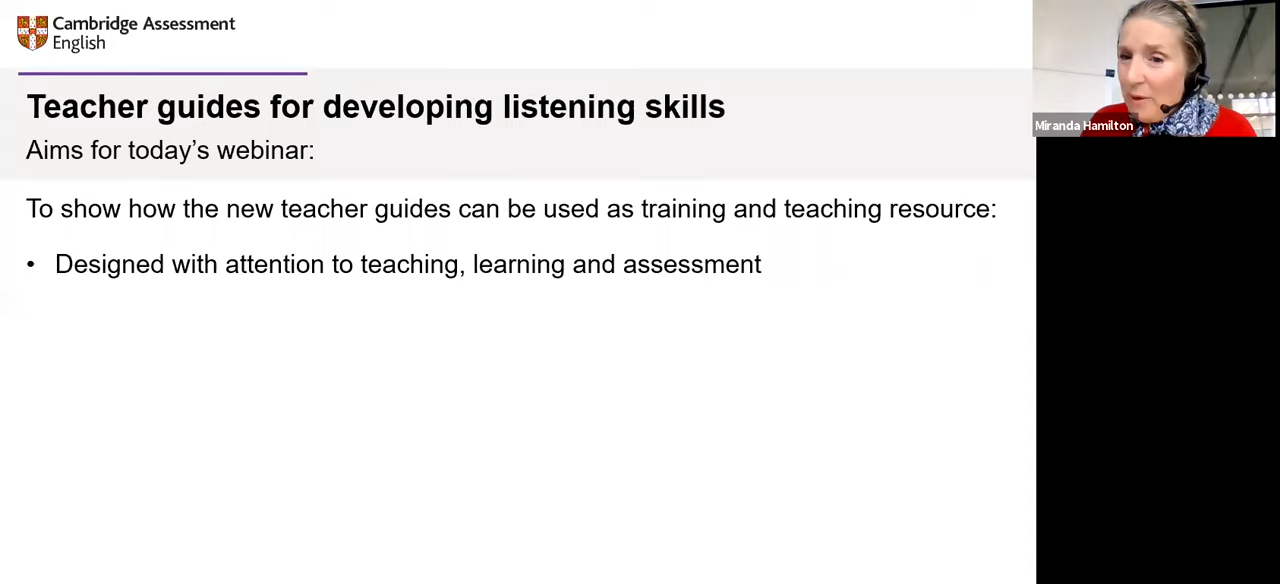 Cambridge Assessment
English
Teacher guides for developing listening skills
Aims for today’s webinar:
To show how the new teacher guides can be used as training and teaching resource:
• Designed with attention to teaching, learning and assessment
Miranda Hamilton